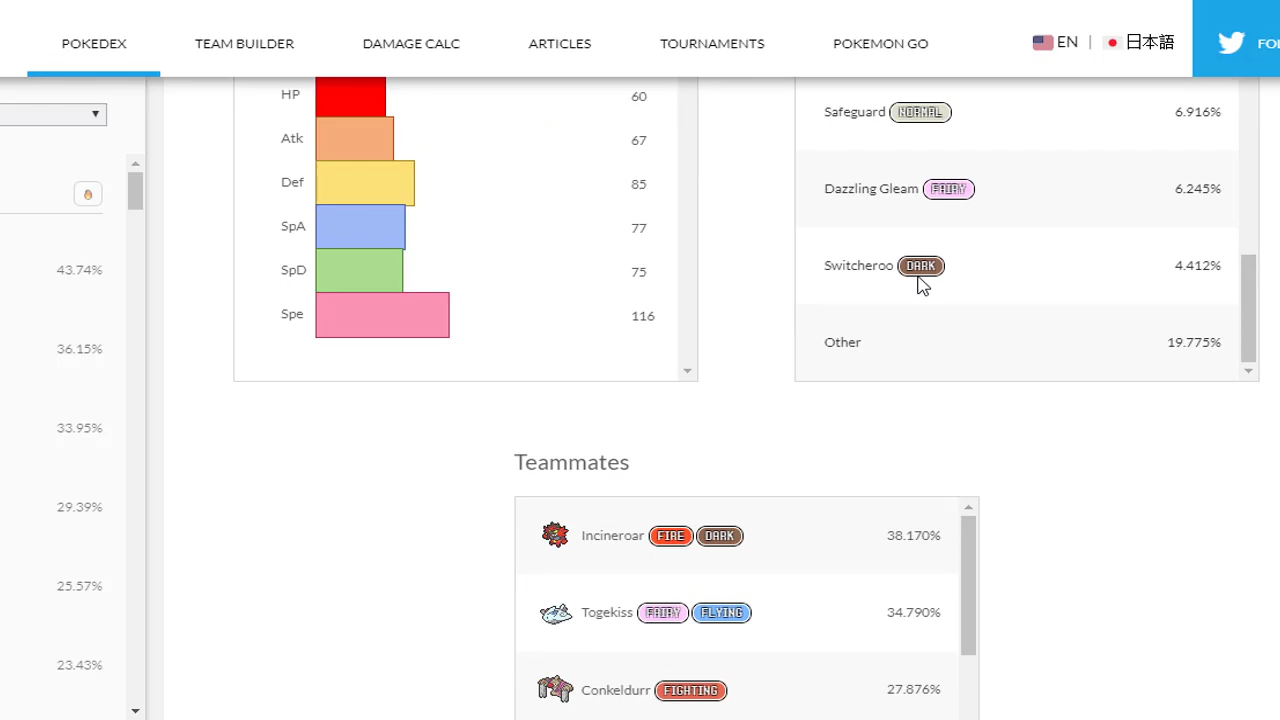 POKEDEX TEAM BUILDER DAMAGE CALC ARTICLES TOURNAMENTS POKEMON GO EN | 日本語 FO
43.74%
36.15%
33.95%
29.39%
25.57%
23.43%
HP 60
Atk 67
Def 85
SpA 77
SpD 75
Spe 116
Safeguard NORMAL 6.916%
Dazzling Gleam FAIRY 6.245%
Switcheroo DARK 4.412%
Other 19.775%
Teammates
Incineroar FIRE DARK 38.170%
Togekiss FAIRY FLYING 34.790%
Conkeldurr FIGHTING 27.876%